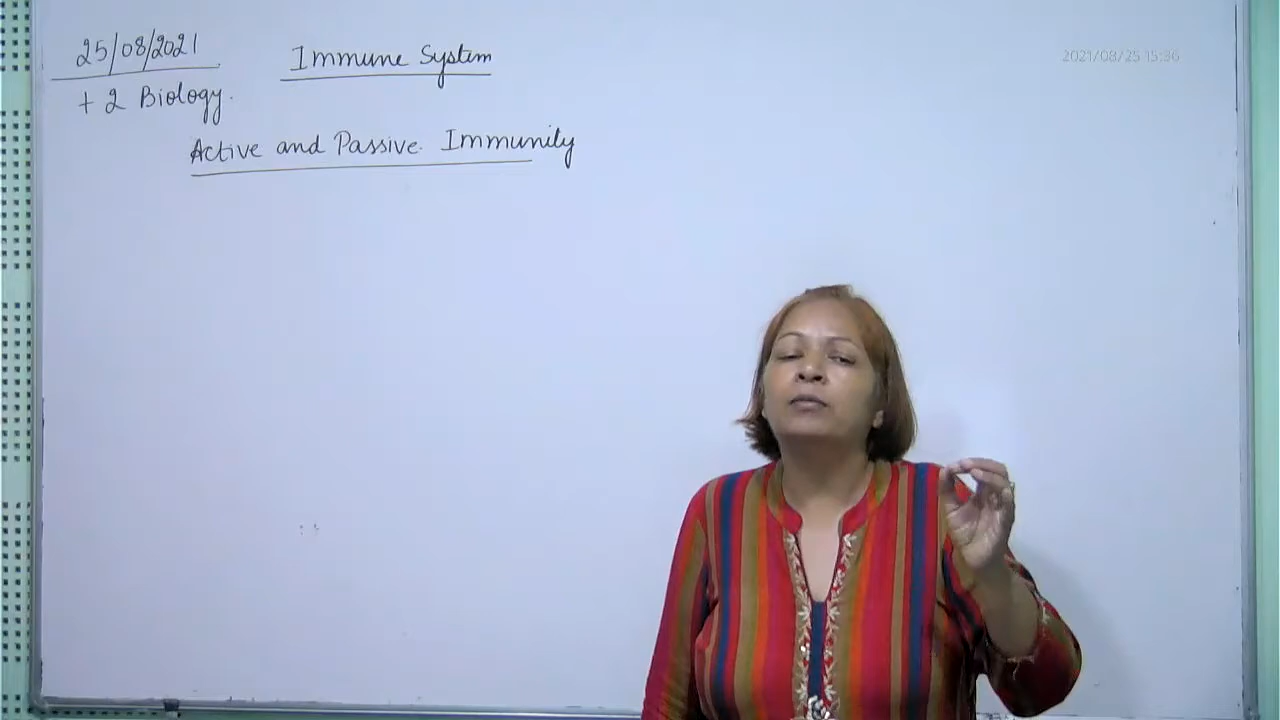 25/08/2021
Immune System
2021/08/25 15:36
+ 2 Biology.
Active and Passive Immunity